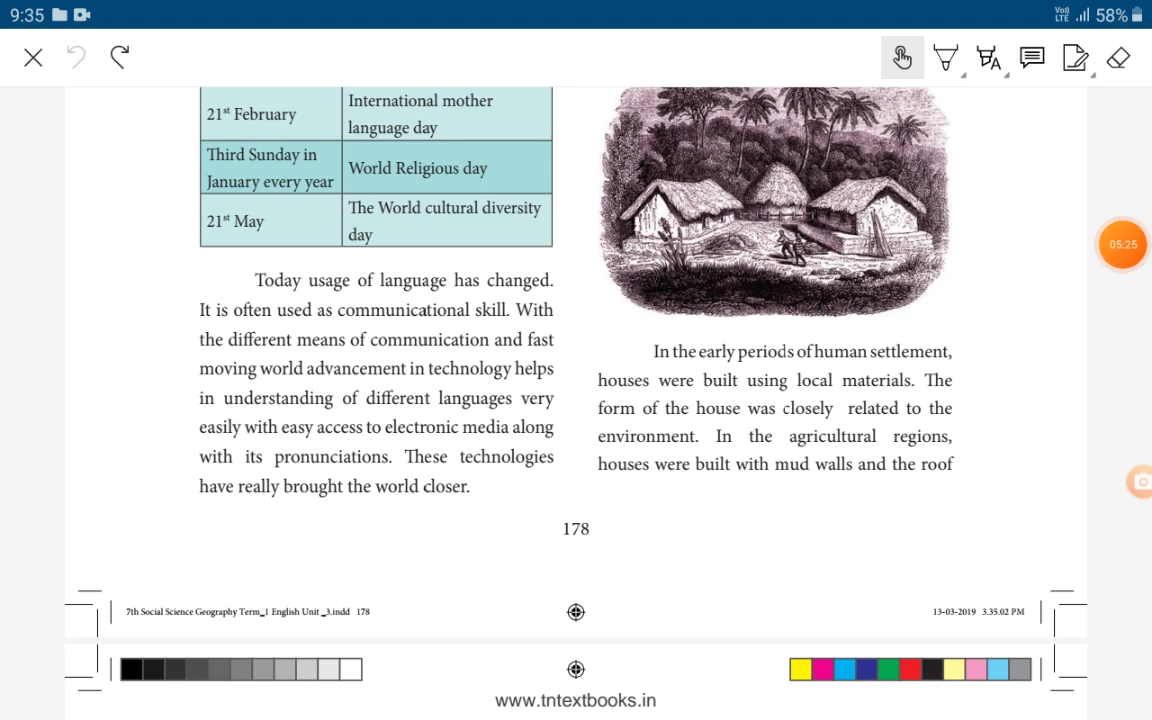 9:35
Vo)) LTE 58%
21st February
International mother
language day
Third Sunday in
January every year
World Religious day
21st May
The World cultural diversity
day
Today usage of language has changed.
It is often used as communicational skill. With
the different means of communication and fast
moving world advancement in technology helps
in understanding of different languages very
easily with easy access to electronic media along
with its pronunciations. These technologies
have really brought the world closer.
In the early periods of human settlement,
houses were built using local materials. The
form of the house was closely related to the
environment. In the agricultural regions,
houses were built with mud walls and the roof
178
7th Social Science Geography Term_1 English Unit _3.indd 178
13-03-2019 3.35.02 PM
www.tntextbooks.in
05:25